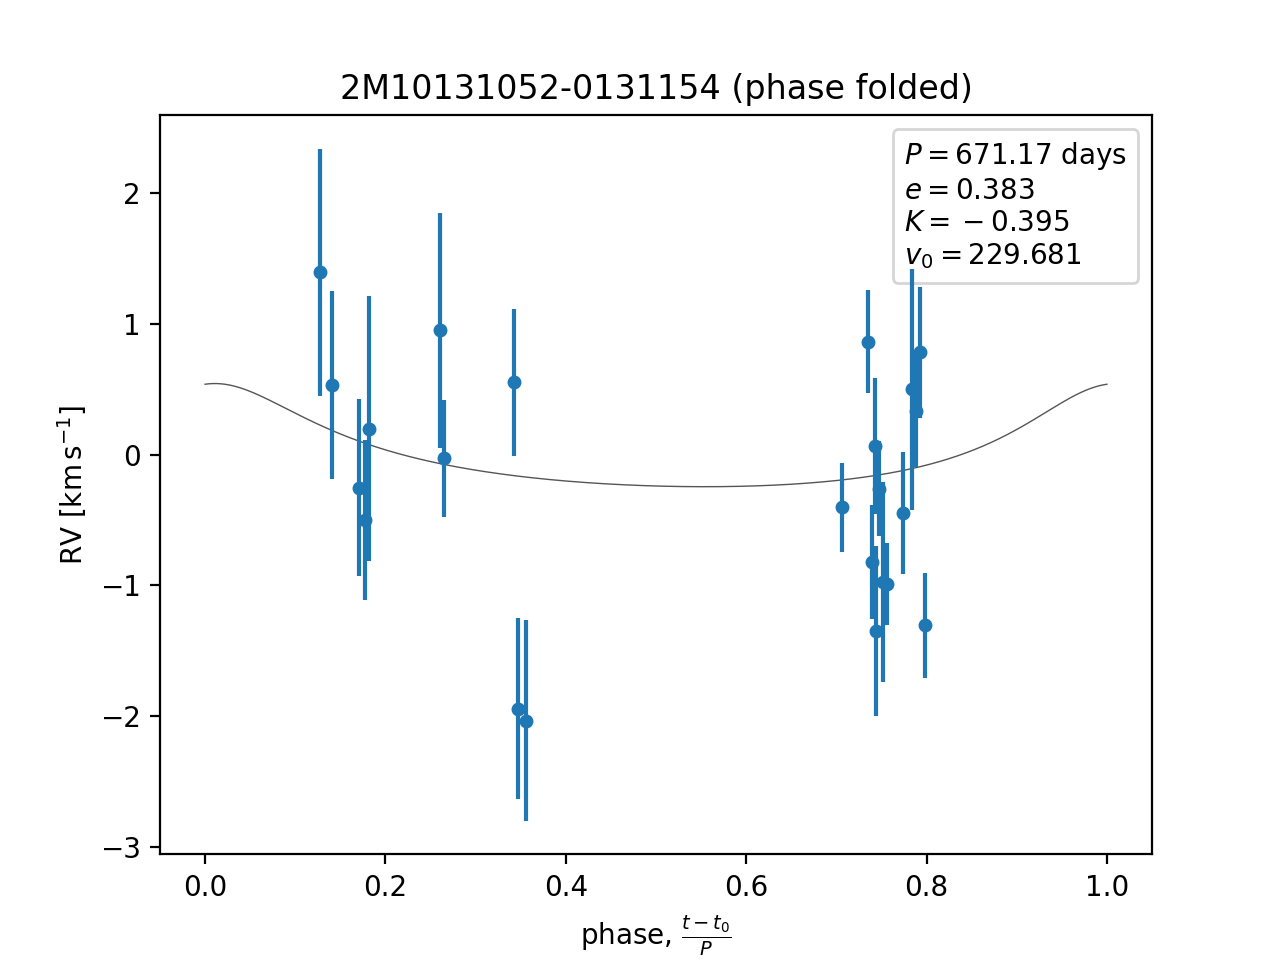 2M10131052-0131154 (phase folded)
P = 671.17 days
e = 0.383
K = −0.395
v₀ = 229.681
2
1
0
−1
−2
−3
RV [km s⁻¹]
0.0 0.2 0.4 0.6 0.8 1.0
phase, (t − t₀)/P